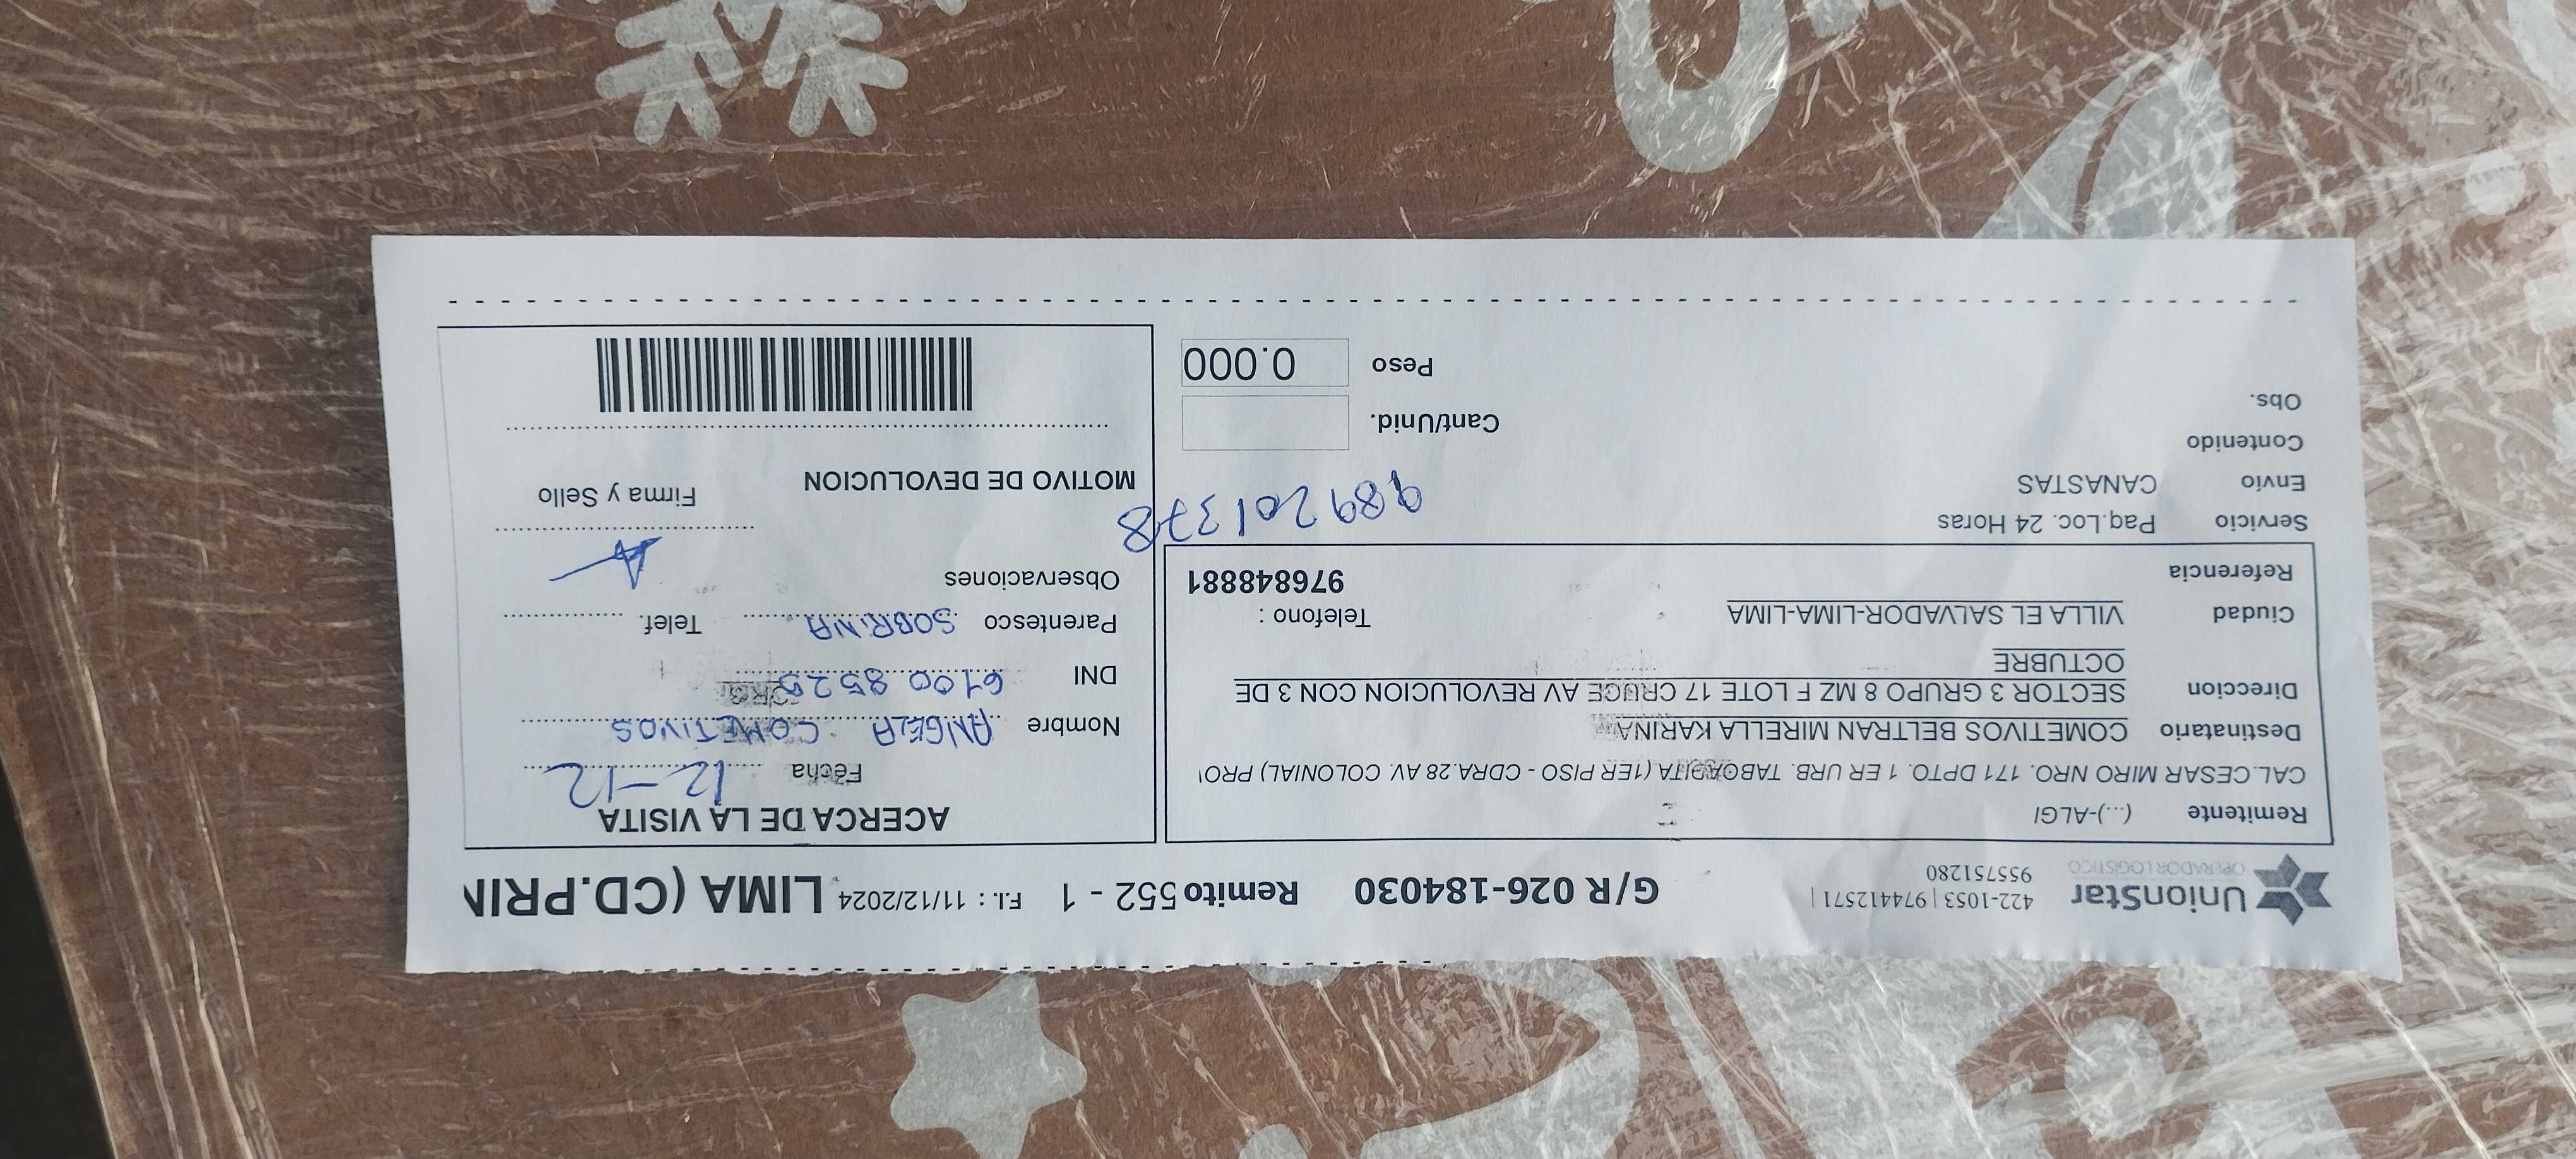 UnionStar
OPERADOR LOGISTICO
422-1053 | 974412571 |
955751280
G/R 026-184030
Remito 552 - 1
F.I. : 11/12/2024
LIMA (CD.PRIN
Remitente (...)-ALGI
CAL.CESAR MIRO NRO. 171 DPTO. 1 ER URB. TABOADITA (1ER PISO - CDRA.28 AV. COLONIAL) PROV
Destinatario COMETIVOS BELTRAN MIRELLA KARINA
Direccion SECTOR 3 GRUPO 8 MZ F LOTE 17 CRUCE AV REVOLUCION CON 3 DE
OCTUBRE
Ciudad VILLA EL SALVADOR-LIMA-LIMA
Telefono :
Referencia
976848881
Servicio Paq.Loc. 24 Horas
Envio CANASTAS
989201378
Contenido
Obs.
Cant/Unid.
Peso 0.000
ACERCA DE LA VISITA
Fecha 12-12
Nombre ANGELA COMETIVOS
DNI 6100 8525
Parentesco SOBRINA Telef.
Observaciones
MOTIVO DE DEVOLUCION
Firma y Sello